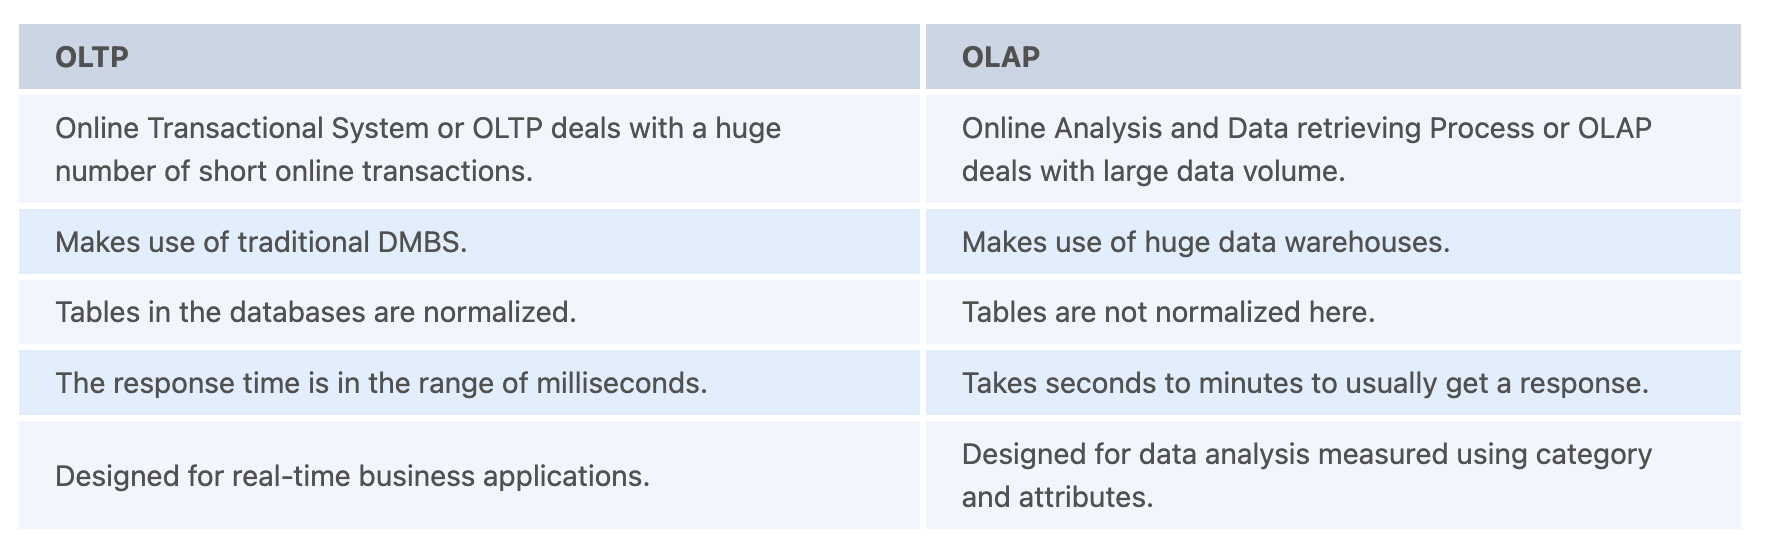 OLTP
OLAP
Online Transactional System or OLTP deals with a huge
number of short online transactions.
Online Analysis and Data retrieving Process or OLAP
deals with large data volume.
Makes use of traditional DMBS.
Makes use of huge data warehouses.
Tables in the databases are normalized.
Tables are not normalized here.
The response time is in the range of milliseconds.
Takes seconds to minutes to usually get a response.
Designed for real-time business applications.
Designed for data analysis measured using category
and attributes.